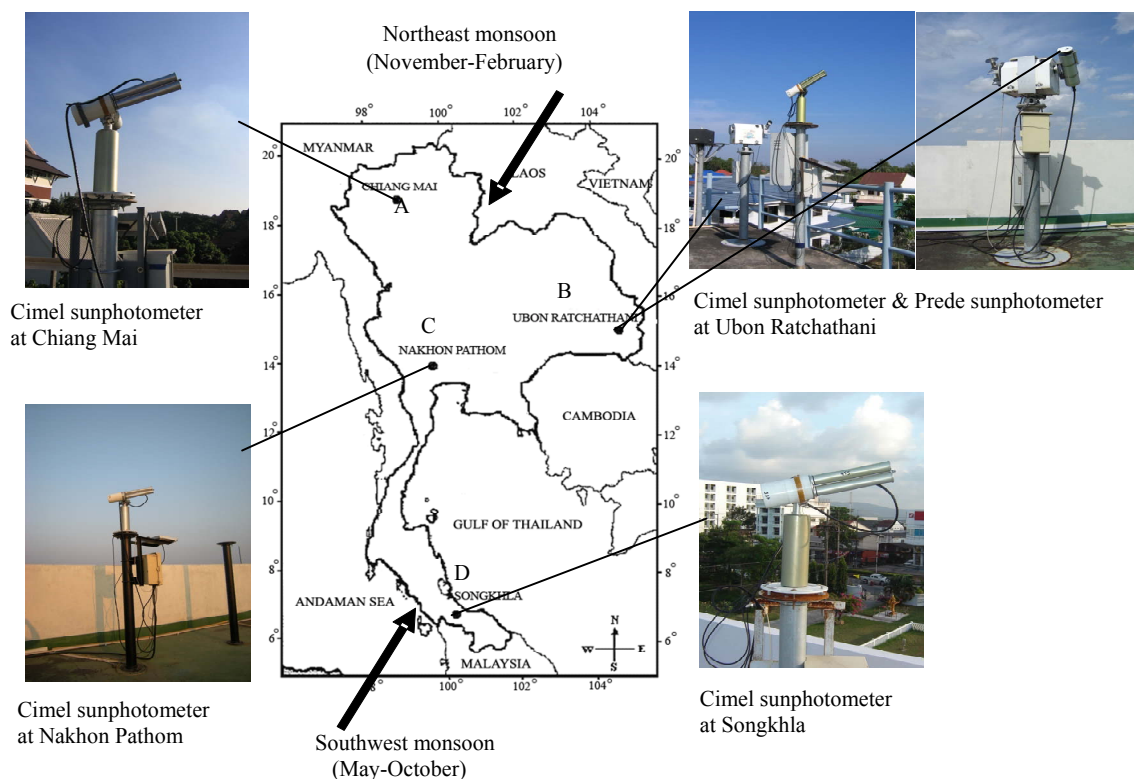 Northeast monsoon
(November-February)
98° 100° 102° 104°
20°
18°
16°
14°
12°
10°
8°
6°
20°
18°
16°
14°
12°
10°
8°
6°
MYANMAR
LAOS
VIETNAM
CHIANG MAI
A
B
UBON RATCHATHANI
C
NAKHON PATHOM
CAMBODIA
GULF OF THAILAND
D
SONGKHLA
ANDAMAN SEA
MALAYSIA
N
W E
S
98° 100° 102° 104°
Cimel sunphotometer
at Chiang Mai
Cimel sunphotometer & Prede sunphotometer
at Ubon Ratchathani
Cimel sunphotometer
at Nakhon Pathom
Cimel sunphotometer
at Songkhla
Southwest monsoon
(May-October)